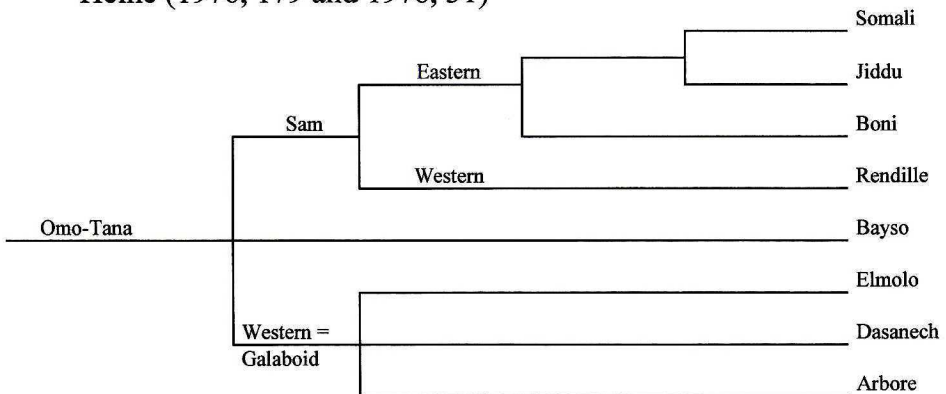 Heine (1978, 179 and 1976, 31)
Somali
Eastern
Jiddu
Sam
Boni
Western
Rendille
Omo-Tana
Bayso
Elmolo
Western =
Dasanech
Galaboid
Arbore